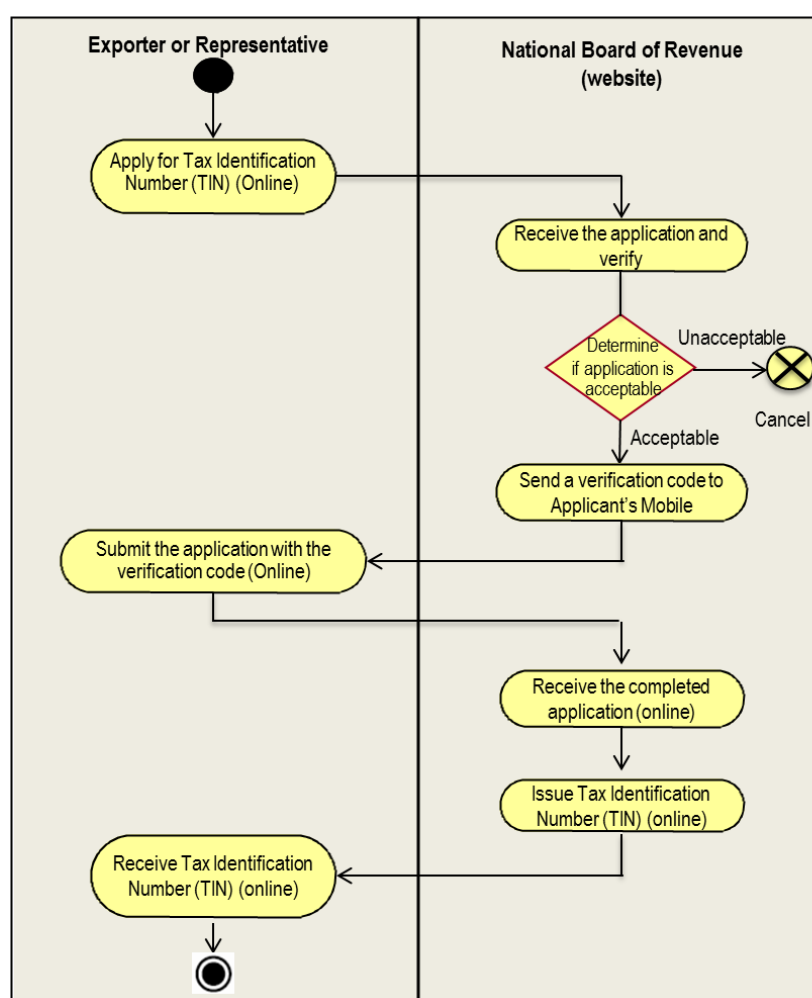 Exporter or Representative
National Board of Revenue
(website)
Apply for Tax Identification
Number (TIN) (Online)
Receive the application and
verify
Determine
if application is
acceptable
Unacceptable
Cancel
Acceptable
Send a verification code to
Applicant's Mobile
Submit the application with the
verification code (Online)
Receive the completed
application (online)
Issue Tax Identification
Number (TIN) (online)
Receive Tax Identification
Number (TIN) (online)